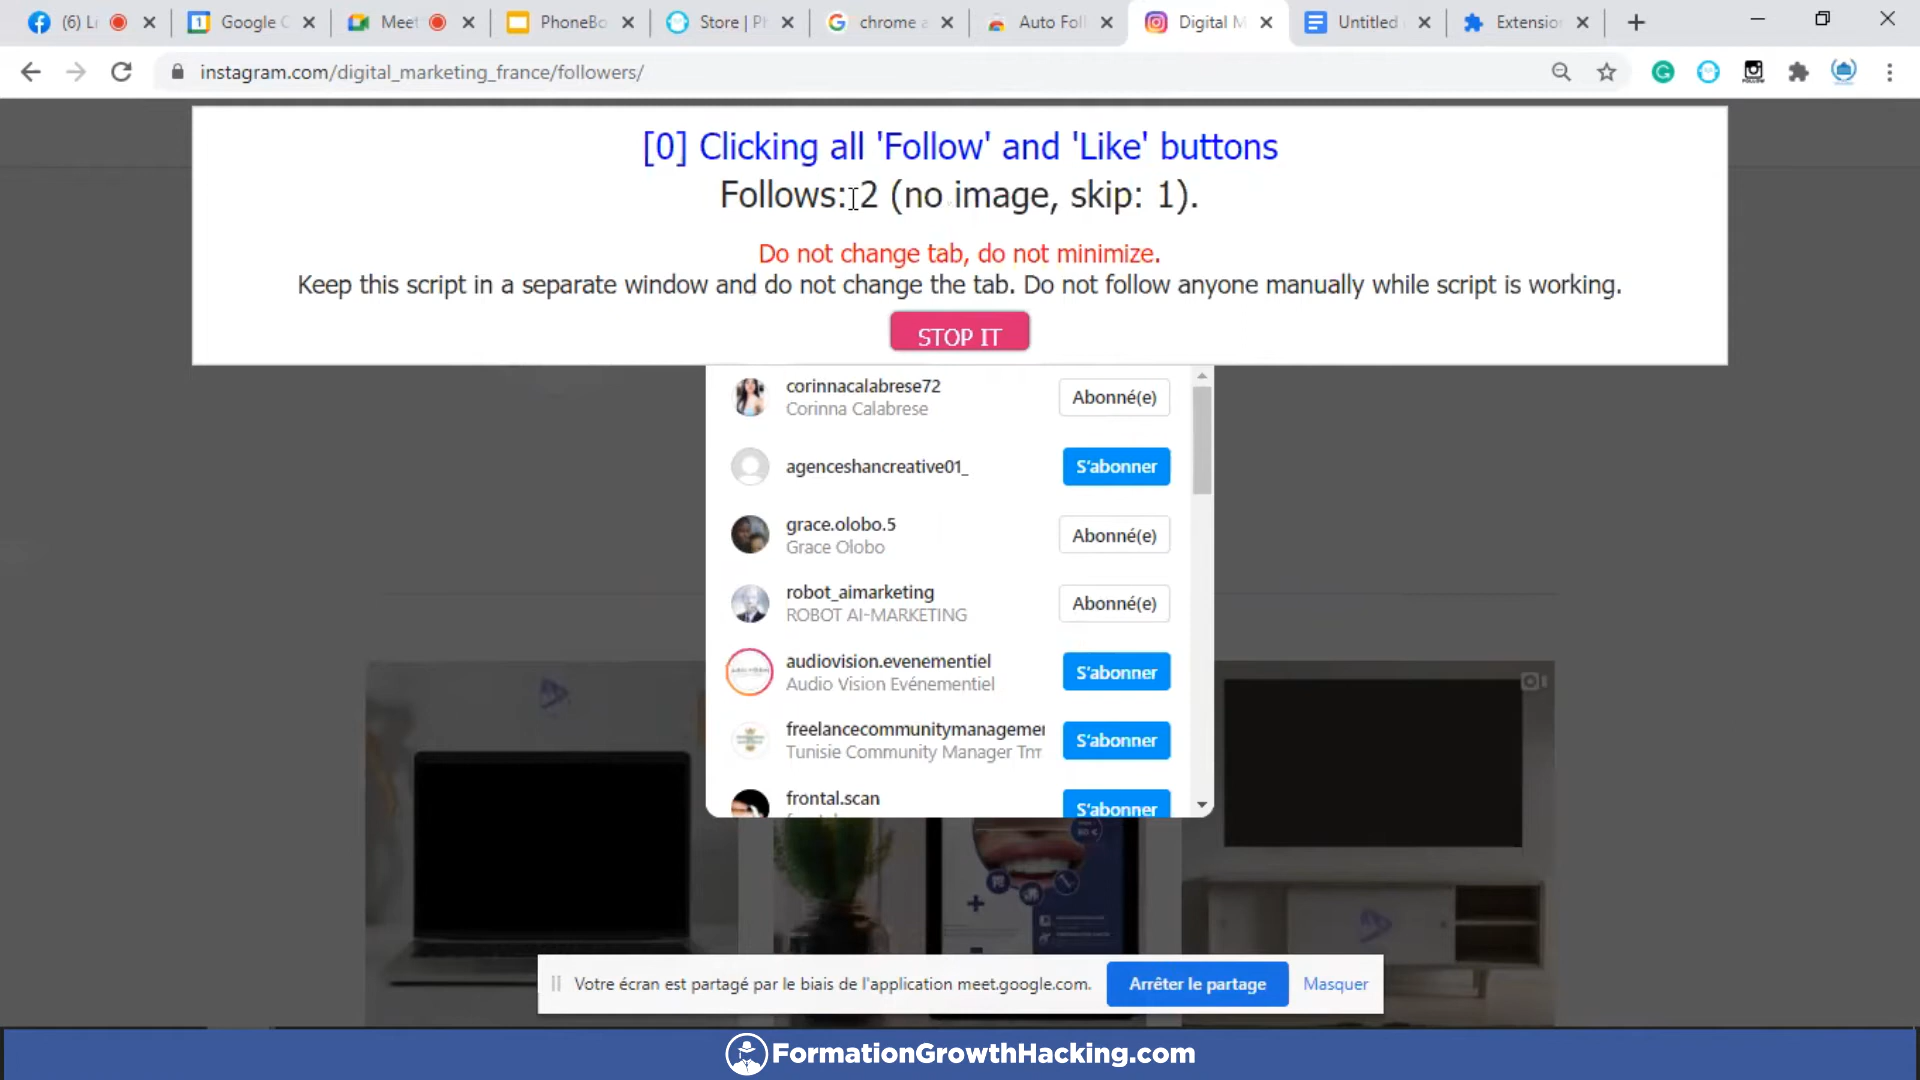 (6) L
Google C
Meet
PhoneBo
Store | Ph
chrome a
Auto Foll
Digital M
Untitled
Extension
instagram.com/digital_marketing_france/followers/
[0] Clicking all 'Follow' and 'Like' buttons
Follows: 2 (no image, skip: 1).
Do not change tab, do not minimize.
Keep this script in a separate window and do not change the tab. Do not follow anyone manually while script is working.
STOP IT
corinnacalabrese72
Corinna Calabrese
Abonné(e)
agenceshancreative01_
S'abonner
grace.olobo.5
Grace Olobo
Abonné(e)
robot_aimarketing
ROBOT AI-MARKETING
Abonné(e)
audiovision.evenementiel
Audio Vision Evénementiel
S'abonner
freelancecommunitymanagemen
Tunisie Community Manager
S'abonner
frontal.scan
S'abonner
Votre écran est partagé par le biais de l'application meet.google.com.
Arrêter le partage
Masquer
FormationGrowthHacking.com